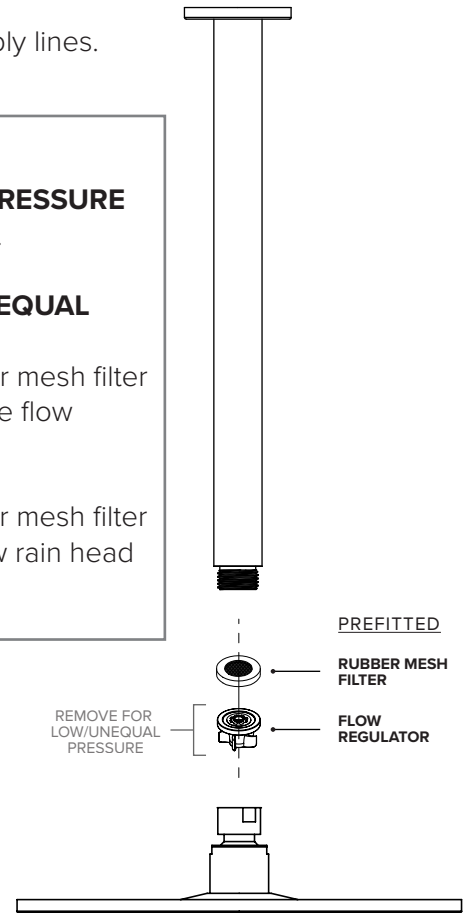 ly lines.
RESSURE
EQUAL
r mesh filter
e flow
r mesh filter
rain head
PREFITTED
RUBBER MESH
FILTER
REMOVE FOR
LOW/UNEQUAL
PRESSURE
FLOW
REGULATOR